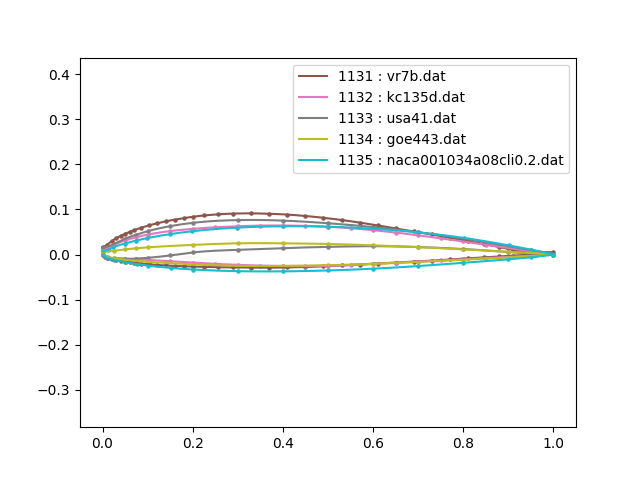 0.4
0.3
0.2
0.1
0.0
−0.1
−0.2
−0.3
0.0 0.2 0.4 0.6 0.8 1.0
1131 : vr7b.dat
1132 : kc135d.dat
1133 : usa41.dat
1134 : goe443.dat
1135 : naca001034a08cli0.2.dat